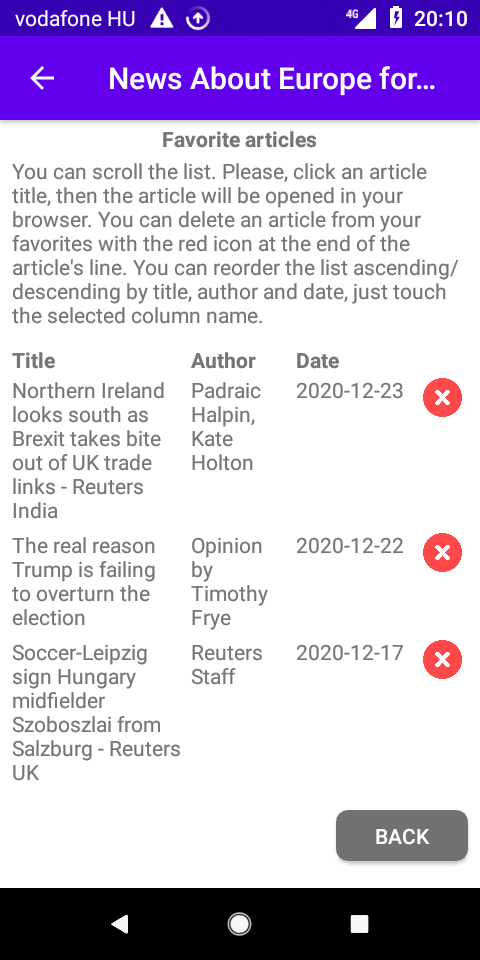 vodafone HU 4G 20:10
News About Europe for...
Favorite articles
You can scroll the list. Please, click an article
title, then the article will be opened in your
browser. You can delete an article from your
favorites with the red icon at the end of the
article's line. You can reorder the list ascending/
descending by title, author and date, just touch
the selected column name.
Title Author Date
Northern Ireland Padraic 2020-12-23
looks south as Halpin,
Brexit takes bite Kate
out of UK trade Holton
links - Reuters
India
The real reason Opinion 2020-12-22
Trump is failing by
to overturn the Timothy
election Frye
Soccer-Leipzig Reuters 2020-12-17
sign Hungary Staff
midfielder
Szoboszlai from
Salzburg - Reuters
UK
BACK